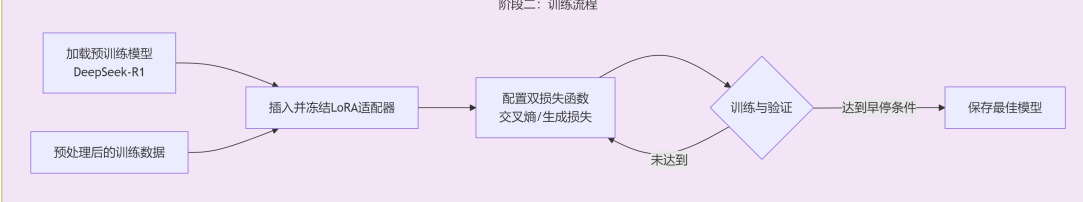 阶段二：训练流程
加载预训练模型
DeepSeek-R1
预处理后的训练数据
插入并冻结LoRA适配器
配置双损失函数
交叉熵/生成损失
训练与验证
未达到
达到早停条件
保存最佳模型